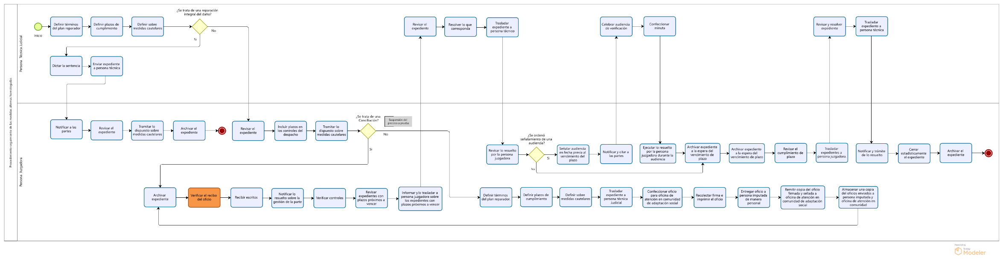 Procedimiento seguimiento de las medidas alternas homologadas
Persona Técnica Judicial
¿Se trata de una reparación
integral del daño?
Inicio
Definir términos
del plan reparador
Definir plazos de
cumplimiento
Definir sobre
medidas cautelares
No
Si
Dictar la sentencia
Enviar expediente
a persona técnica
Revisar el
expediente
Resolver lo que
corresponda
Trasladar
expediente a
persona técnico
Celebrar audiencia
de verificación
Confeccionar
minuta
Revisar y resolver
expediente
Trasladar
expediente a
persona técnica
Persona Juzgadora
Notificar a las
partes
Revisar el
expediente
Tramitar lo
dispuesto sobre
medidas cautelares
Archivar el
expediente
Revisar el
expediente
Incluir plazos en
los controles del
despacho
Tramitar lo
dispuesto sobre
medidas cautelares
¿Se trata de una
Conciliación?
Suspensión del
proceso a prueba
No
Si
Revisar lo resuelto
por la persona
juzgadora
¿Se ordenó
señalamiento de una
audiencia?
Si
No
Señalar audiencia
en fecha previa al
vencimiento del
plazo
Notificar y citar a
las partes
Ejecutar lo resuelto
por la persona
juzgadora durante la
audiencia
Archivar expediente
a la espera del
vencimiento de
plazo
Archivar expediente
a la espera del
vencimiento de plazo
Revisar el
cumplimiento de
plazo
Trasladar
expedientes a
persona juzgadora.
Notificar y trámite
de lo resuelto
Cerrar
estadisticamente
el expediente
Archivar el
expediente
Archivar
expediente
Verificar el recibo
del oficio
Recibir escritos
Notificar lo
resuelto sobre la
gestión de la parte
Verificar controles
Revisar
expedientes con
plazos próximos a
vencer
Informar y/o trasladar a
persona juzgadora sobre
los expedientes con
plazos próximos a vencer
Definir términos
del plan reparador.
Definir plazos de
cumplimiento
Definir sobre
medidas cautelares
Trasladar
expediente a
persona técnica
Judicial
Confeccionar oficio
para oficina de
atención en comunidad
de adaptación social
Recolectar firma e
imprimir el oficio
Entregar oficio a
persona imputada
de manera
personal
Remitir copia del oficio
firmada y sellada a
oficina de atención en
comunidad de adaptación
social
Almacenar una copia
del oficios enviados a
persona imputada y
oficina de atención en
comunidad
Powered by
bizagi
Modeler